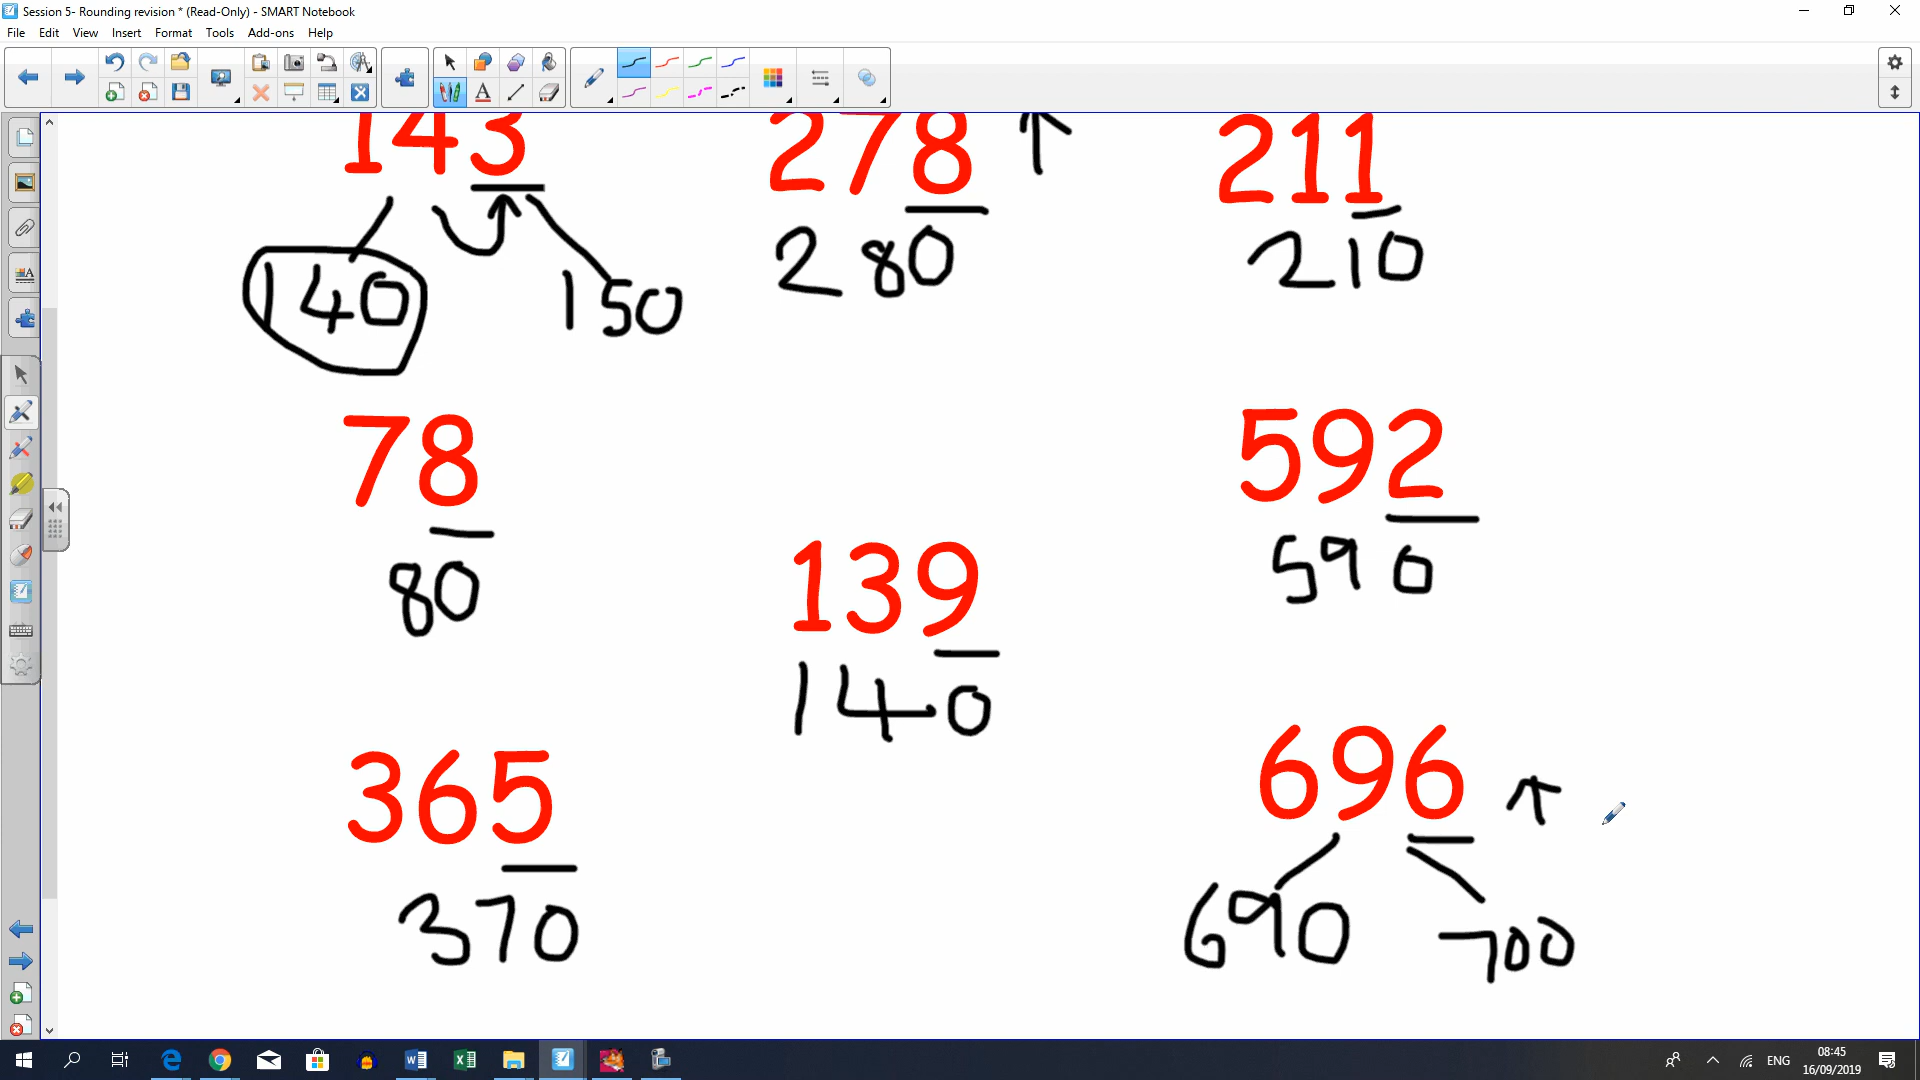 Session 5- Rounding revision * (Read-Only) - SMART Notebook
File Edit View Insert Format Tools Add-ons Help
143 278 211
140 150 280 210
78 592
80 590
139
140
365 696
370 690 700
ENG
08:45
16/09/2019